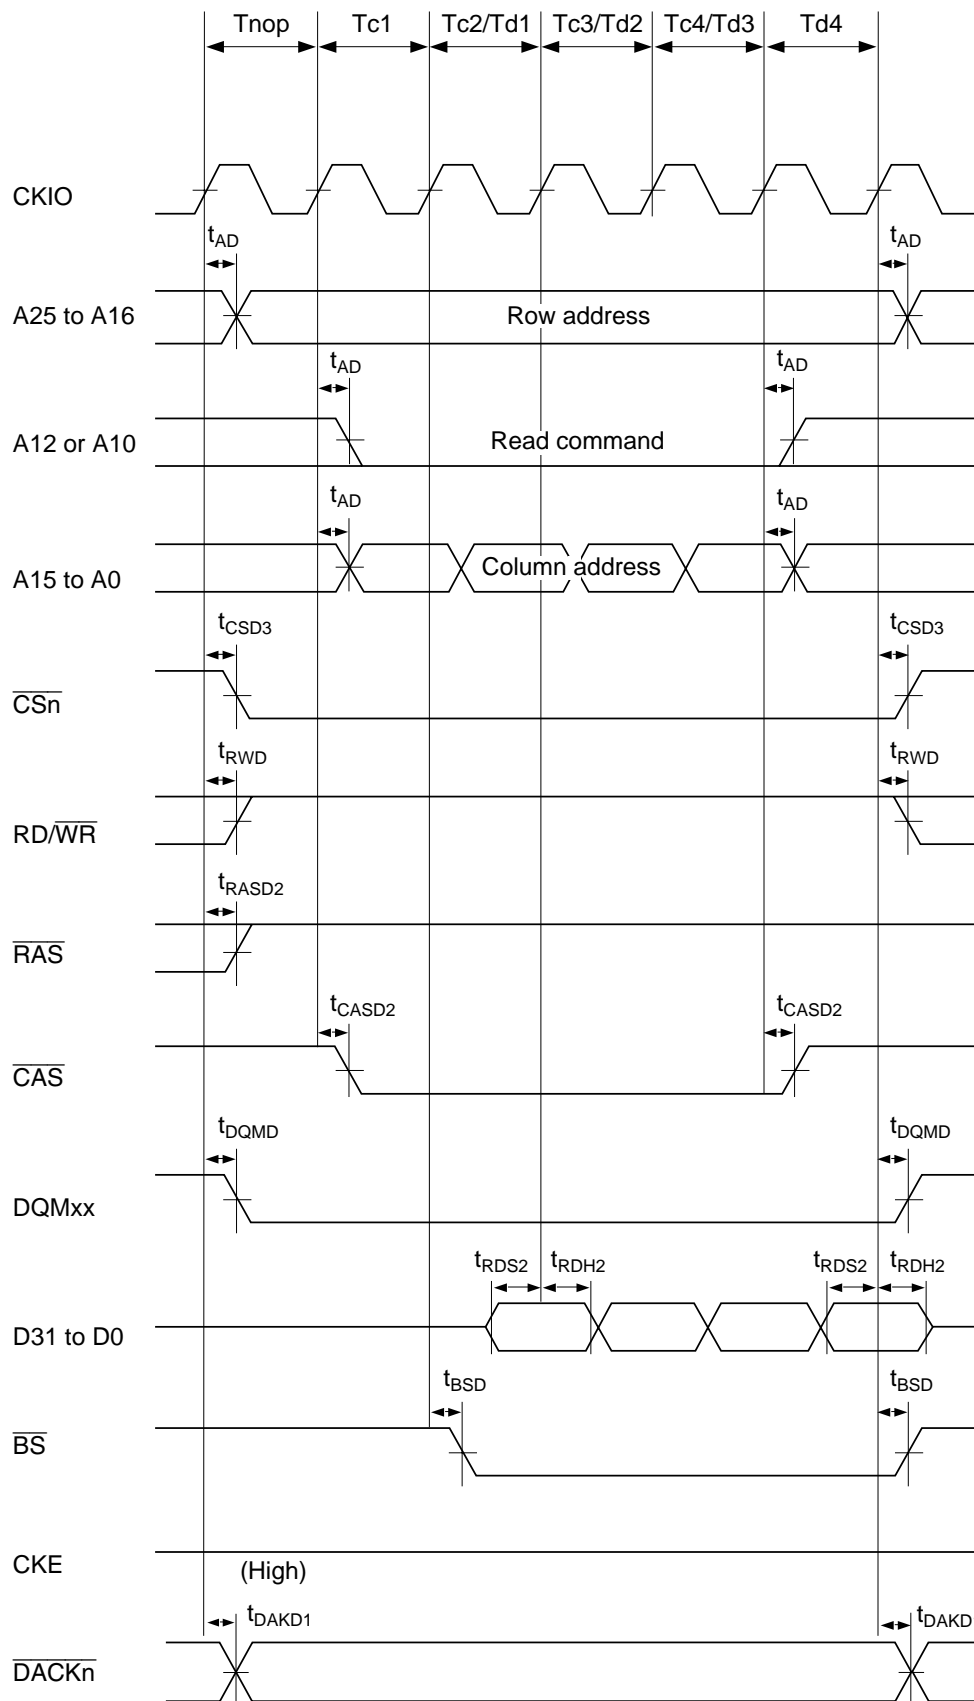 Tnop Tc1 Tc2/Td1 Tc3/Td2 Tc4/Td3 Td4
CKIO
tAD tAD
A25 to A16 Row address
tAD tAD
A12 or A10 Read command
tAD tAD
A15 to A0 Column address
tCSD3 tCSD3
CSn
tRWD tRWD
RD/WR
tRASD2
RAS
tCASD2 tCASD2
CAS
tDQMD tDQMD
DQMxx
tRDS2 tRDH2 tRDS2 tRDH2
D31 to D0
tBSD tBSD
BS
CKE (High)
tDAKD1 tDAKD
DACKn